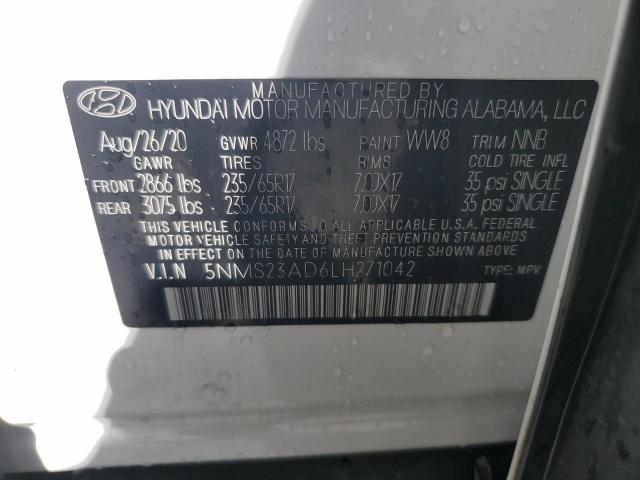 MANUFACTURED BY
HYUNDAI MOTOR MANUFACTURING ALABAMA, LLC
Aug/26/20 GVWR 4872 lbs PAINT WW8 TRIM NNB
GAWR TIRES RIMS COLD TIRE INFL
FRONT 2866 lbs 235/65R17 7.0JX17 35 psi SINGLE
REAR 3075 lbs 235/65R17 7.0JX17 35 psi SINGLE
THIS VEHICLE CONFORMS TO ALL APPLICABLE U.S.A. FEDERAL
MOTOR VEHICLE SAFETY AND THEFT PREVENTION STANDARDS
IN EFFECT ON THE DATE OF MANUFACTURE SHOWN ABOVE
V.I.N 5NMS23AD6LH271042 TYPE: MPV